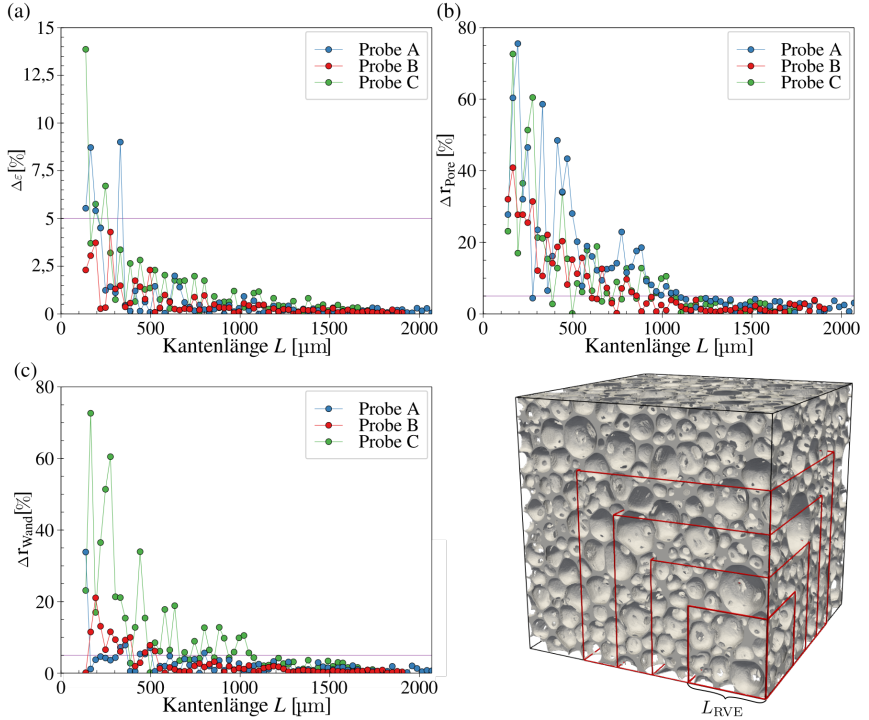 (a)
15
12,5
10
7,5
5
2,5
0
Δε[%]
Probe A
Probe B
Probe C
0 500 1000 1500 2000
Kantenlänge L [µm]
(b)
80
60
40
20
0
Δr_Pore [%]
Probe A
Probe B
Probe C
0 500 1000 1500 2000
Kantenlänge L [µm]
(c)
80
60
40
20
0
Δr_Wand[%]
Probe A
Probe B
Probe C
0 500 1000 1500 2000
Kantenlänge L [µm]
L_RVE